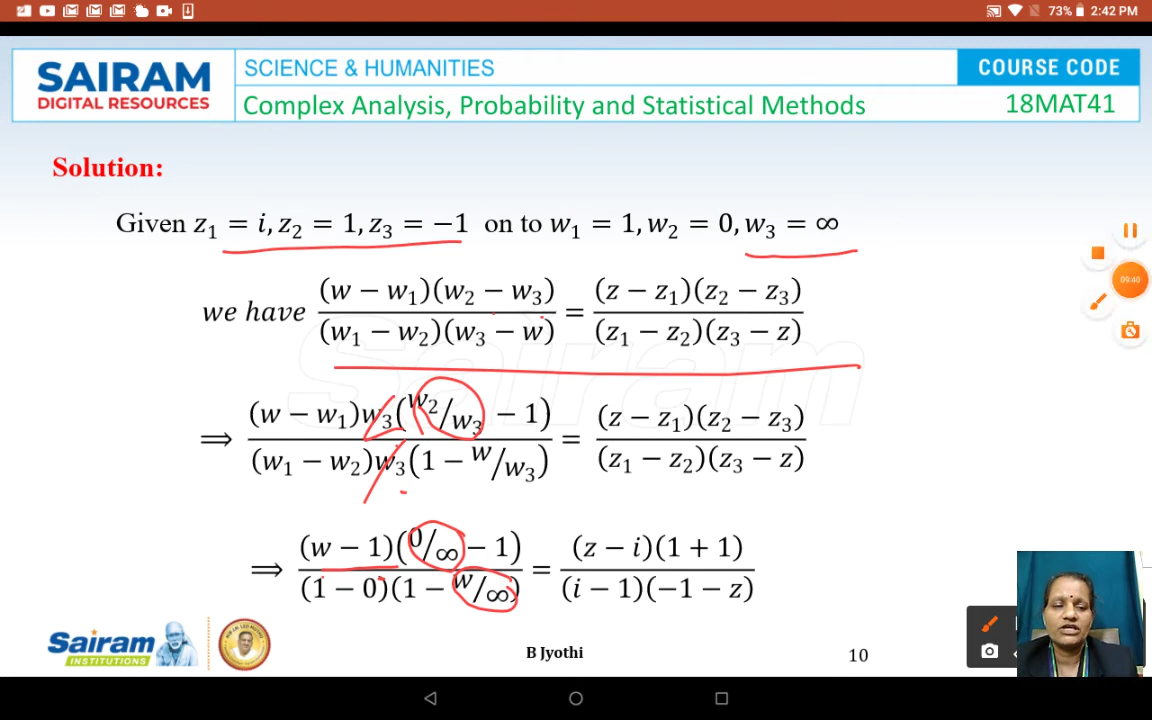 73% 2:42 PM
SAIRAM
DIGITAL RESOURCES
SCIENCE & HUMANITIES
COURSE CODE
Complex Analysis, Probability and Statistical Methods
18MAT41
Solution:
Given z₁ = i, z₂ = 1, z₃ = −1 on to w₁ = 1, w₂ = 0, w₃ = ∞
we have (w − w₁)(w₂ − w₃)/(w₁ − w₂)(w₃ − w) = (z − z₁)(z₂ − z₃)/(z₁ − z₂)(z₃ − z)
⟹ (w − w₁)w₃(w₂/w₃ − 1)/(w₁ − w₂)w₃(1 − w/w₃) = (z − z₁)(z₂ − z₃)/(z₁ − z₂)(z₃ − z)
⟹ (w − 1)(0/∞ − 1)/(1 − 0)(1 − w/∞) = (z − i)(1 + 1)/(i − 1)(−1 − z)
Sairam
Sairam
INSTITUTIONS
B Jyothi
10
09:40